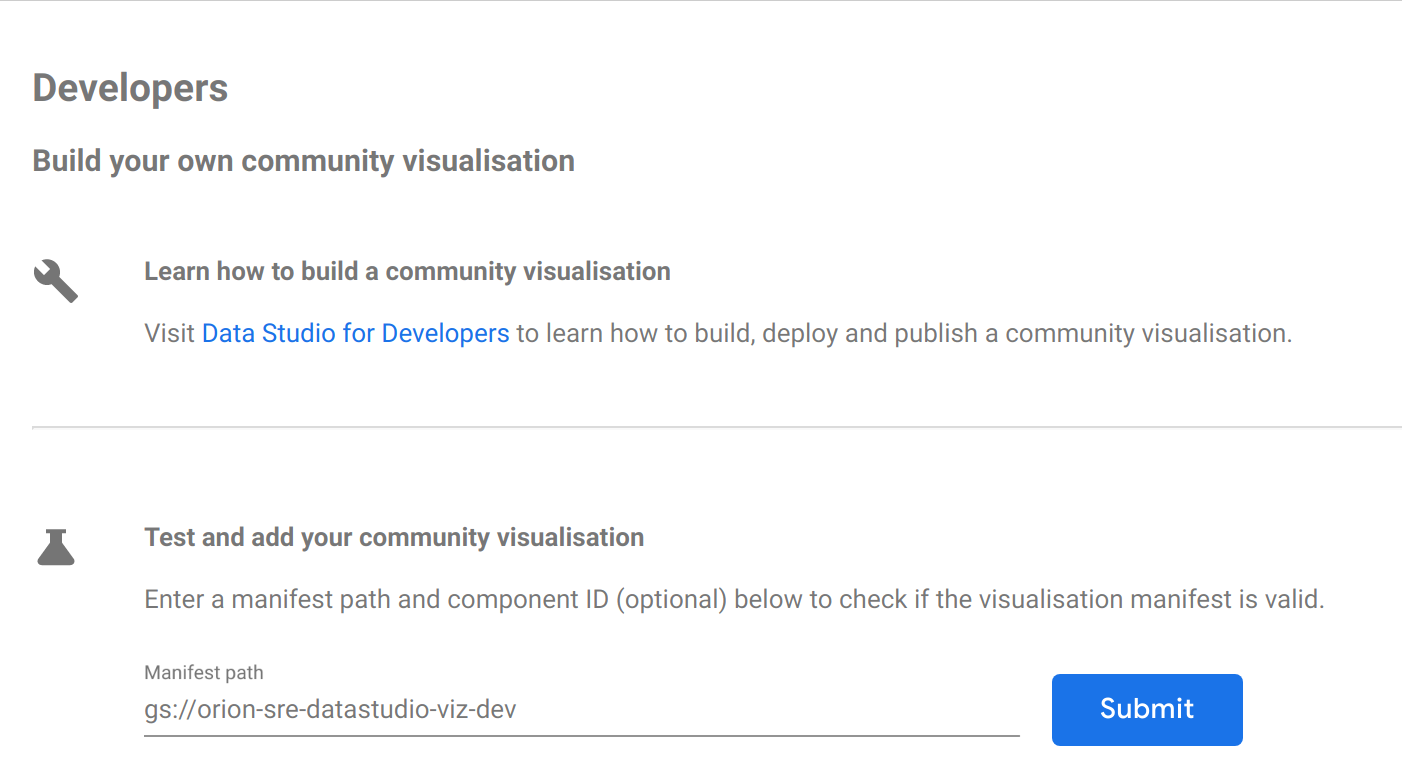 Developers
Build your own community visualisation
Learn how to build a community visualisation
Visit Data Studio for Developers to learn how to build, deploy and publish a community visualisation.
Test and add your community visualisation
Enter a manifest path and component ID (optional) below to check if the visualisation manifest is valid.
Manifest path
gs://orion-sre-datastudio-viz-dev
Submit